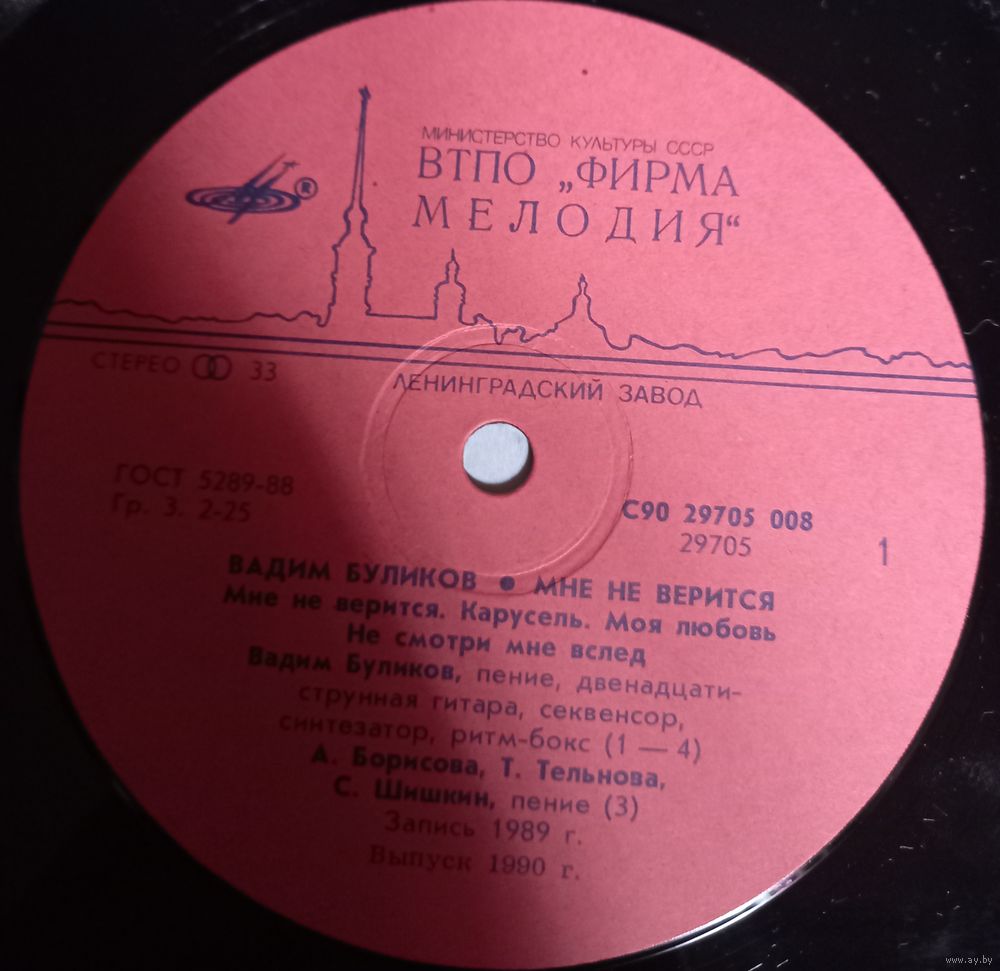 МИНИСТЕРСТВО КУЛЬТУРЫ СССР
ВТПО „ФИРМА
МЕЛОДИЯ“
®
СТЕРЕО 33
ЛЕНИНГРАДСКИЙ ЗАВОД
ГОСТ 5289-88
Гр. 3. 2-25
С90 29705 008
29705
1
ВАДИМ БУЛИКОВ ● МНЕ НЕ ВЕРИТСЯ
Мне не верится. Карусель. Моя любовь
Не смотри мне вслед
Вадим Буликов, пение, двенадцати-
струнная гитара, секвенсор,
синтезатор, ритм-бокс (1 — 4)
А. Борисова, Т. Тельнова,
С. Шишкин, пение (3)
Запись 1989 г.
Выпуск 1990 г.
www.ay.by